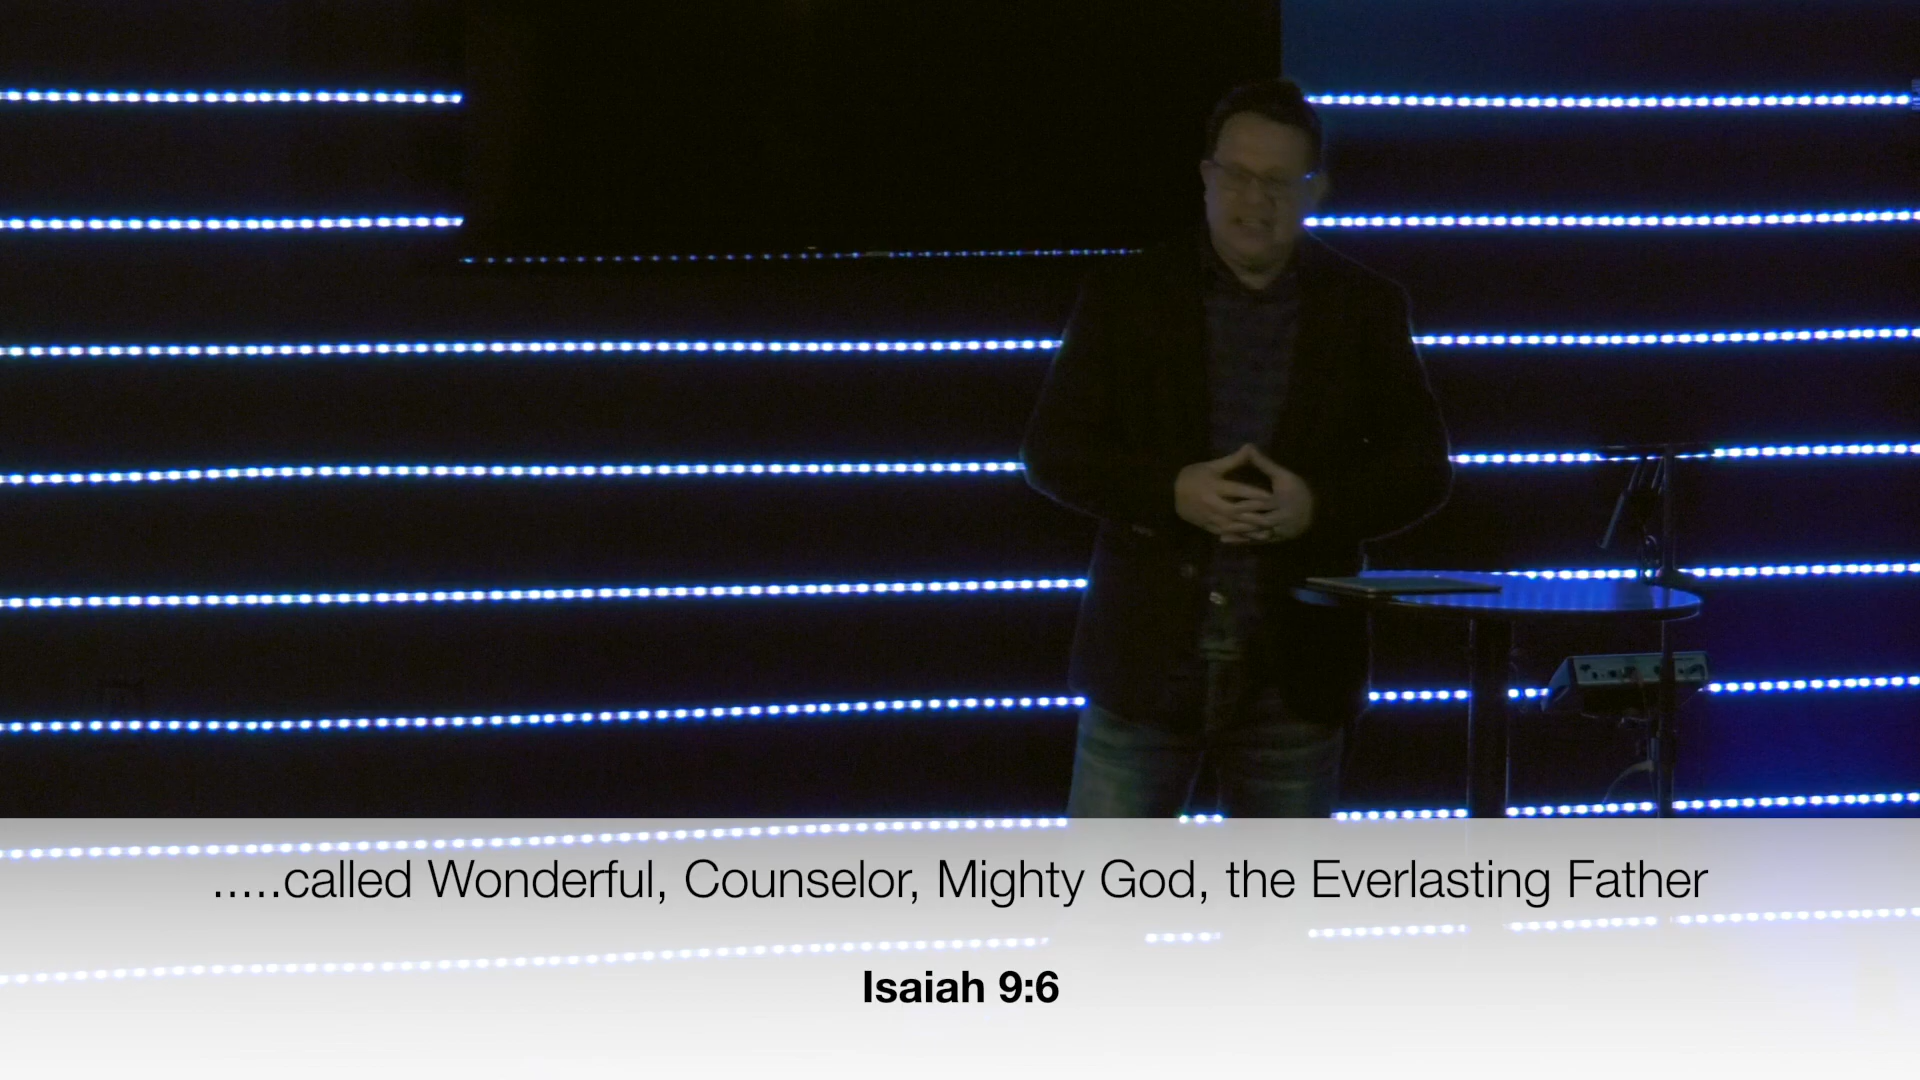 .....called Wonderful, Counselor, Mighty God, the Everlasting Father
Isaiah 9:6